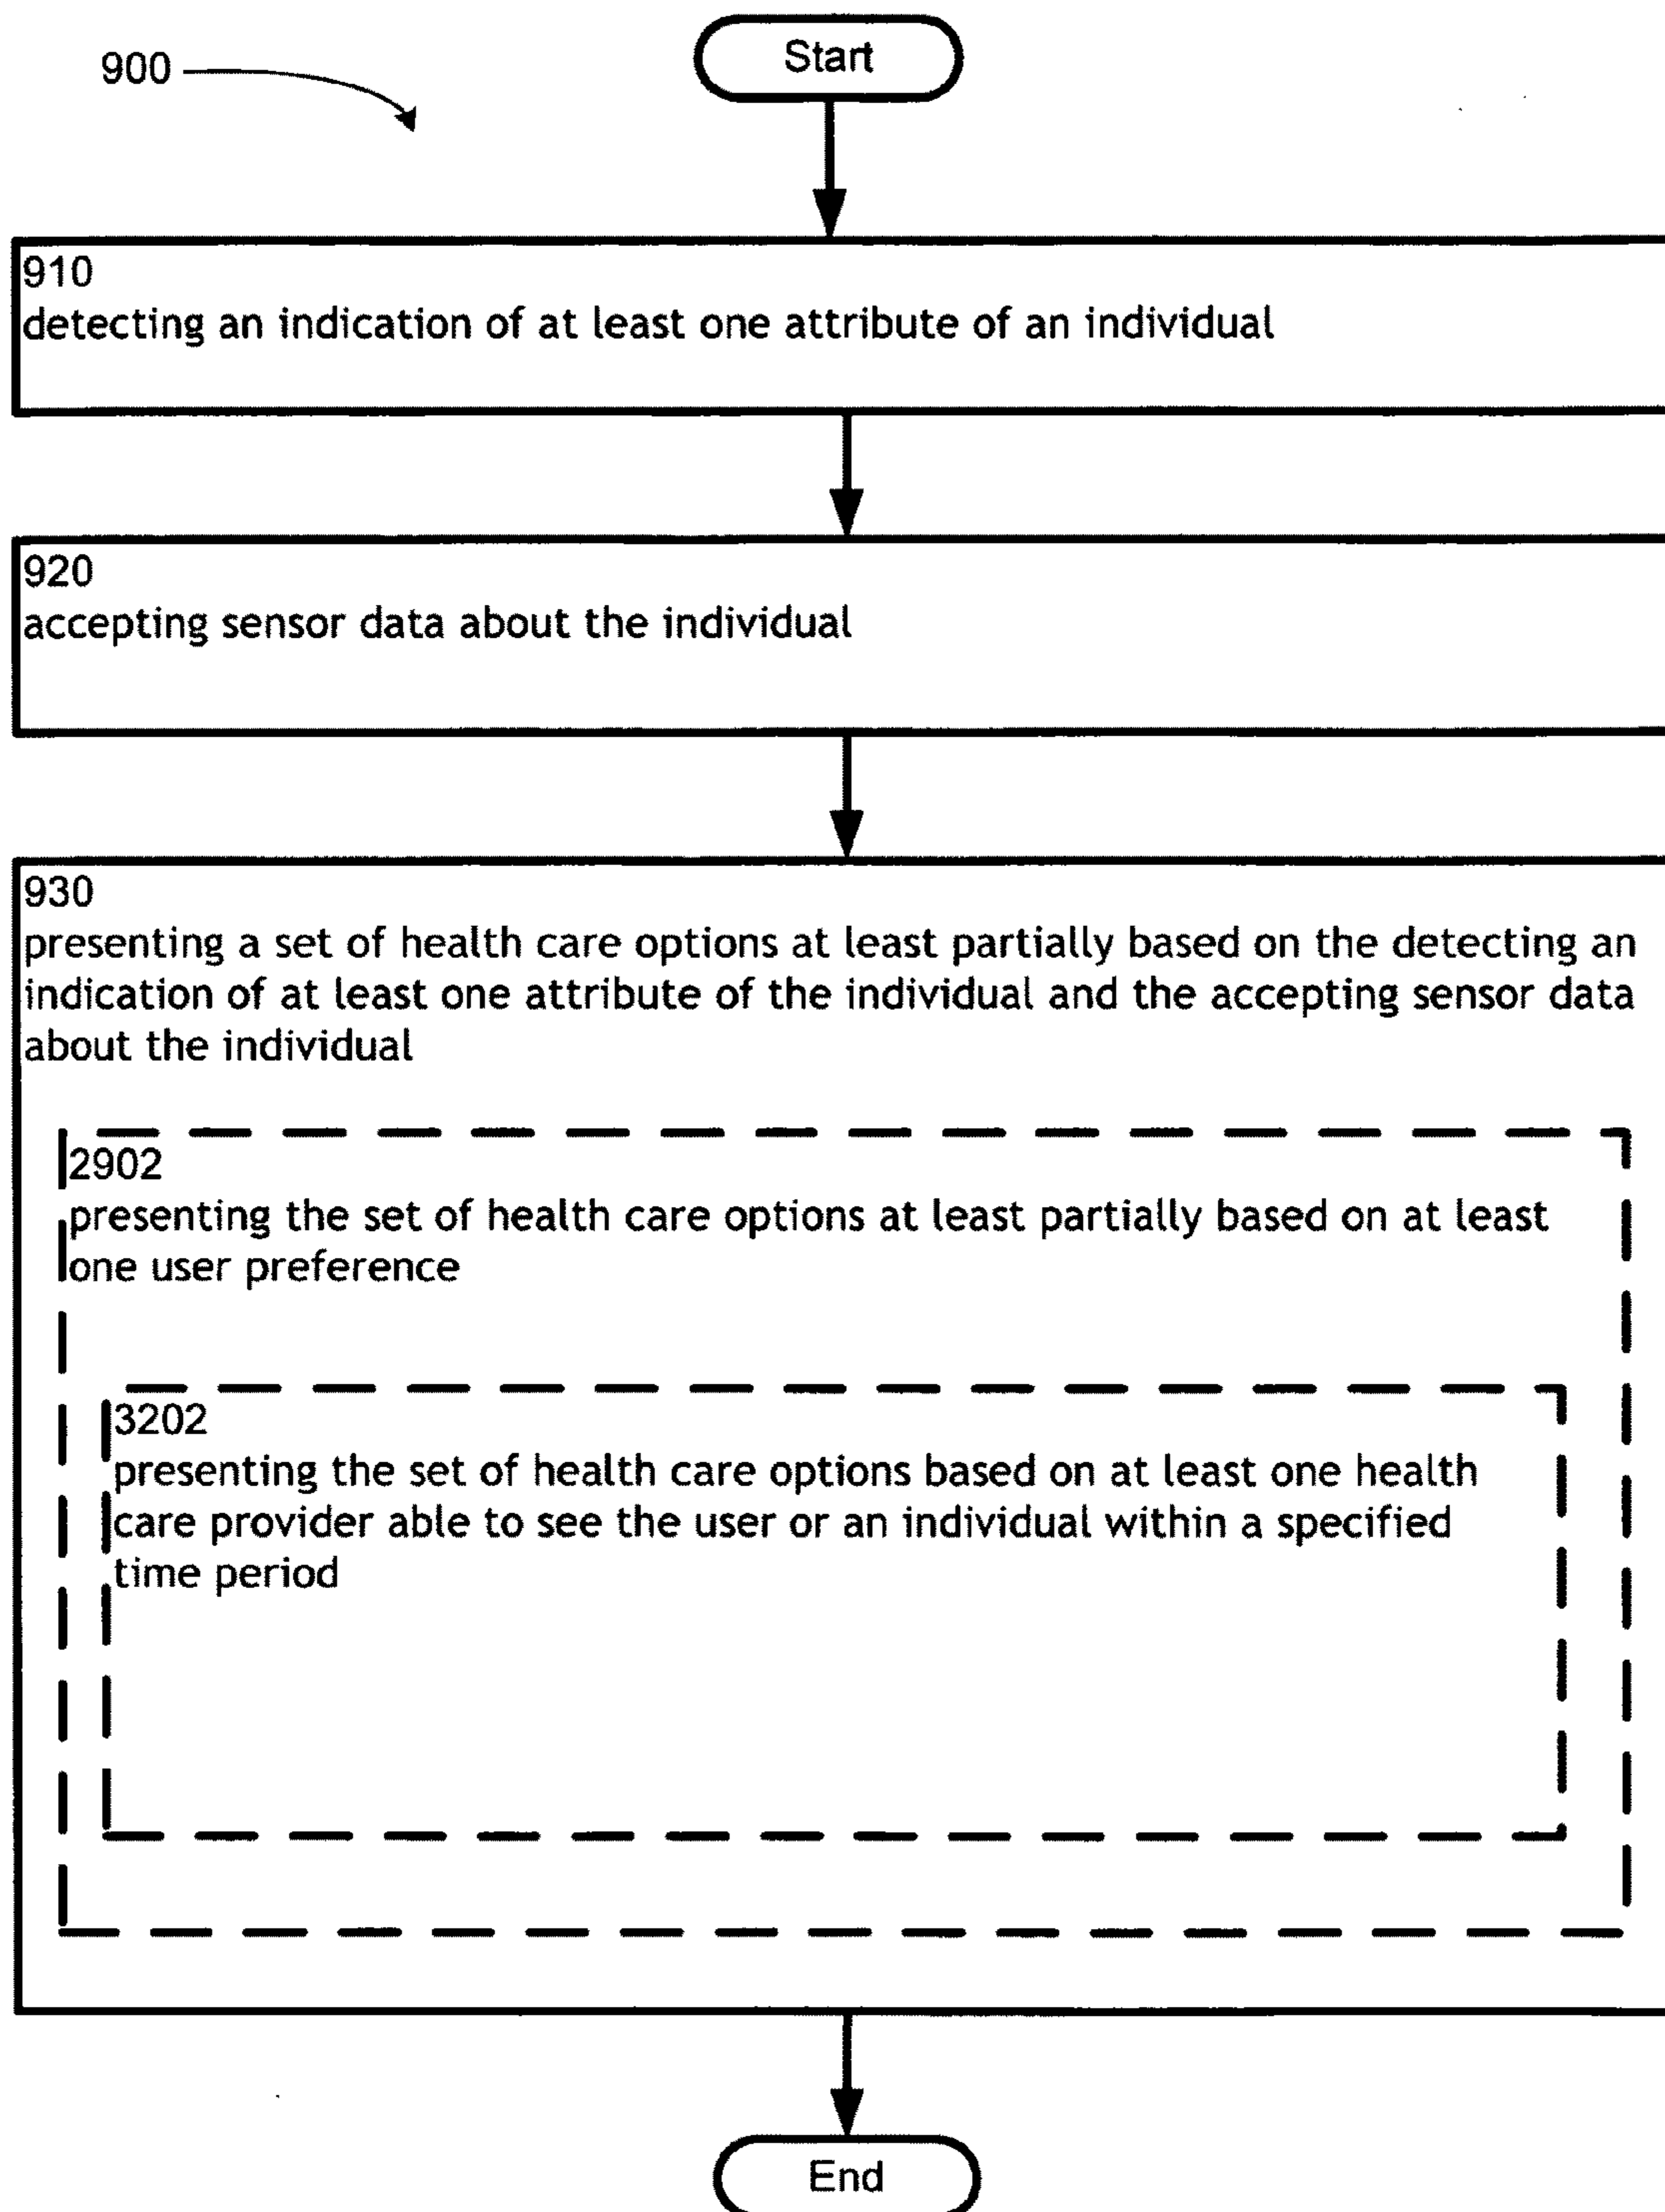 Start
900
910
detecting an indication of at least one attribute of an individual
920
accepting sensor data about the individual
930
presenting a set of health care options at least partially based on the detecting an
indication of at least one attribute of the individual and the accepting sensor data
about the individual
2902
presenting the set of health care options at least partially based on at least
one user preference
3202
presenting the set of health care options based on at least one health
care provider able to see the user or an individual within a specified
time period
End